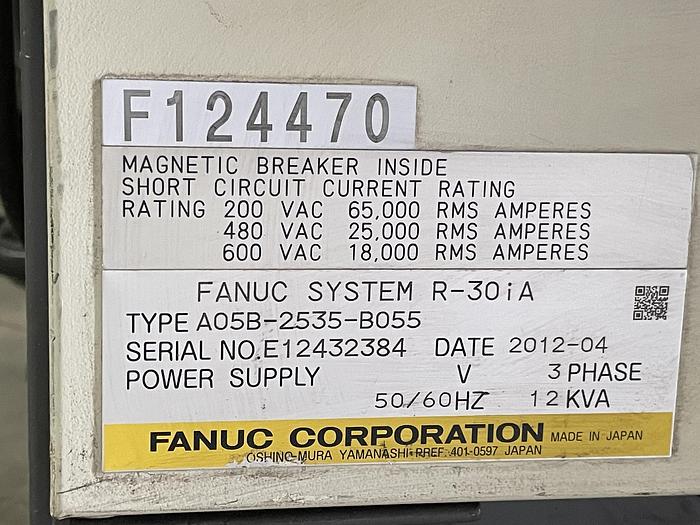 F124470
MAGNETIC BREAKER INSIDE
SHORT CIRCUIT CURRENT RATING
RATING 200 VAC 65,000 RMS AMPERES
480 VAC 25,000 RMS AMPERES
600 VAC 18,000 RMS AMPERES
FANUC SYSTEM R-30iA
TYPE A05B-2535-B055
SERIAL NO. E12432384 DATE 2012-04
POWER SUPPLY V 3 PHASE
50/60HZ 12 KVA
FANUC CORPORATION MADE IN JAPAN
OSHINO-MURA YAMANASHI PREF. 401-0597 JAPAN